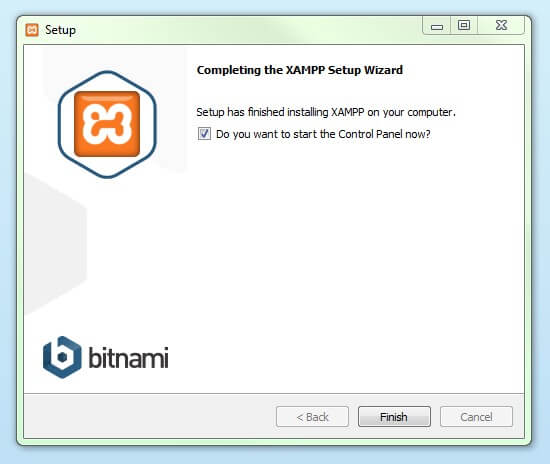 Setup
Completing the XAMPP Setup Wizard
Setup has finished installing XAMPP on your computer.
Do you want to start the Control Panel now?
bitnami
< Back
Finish
Cancel